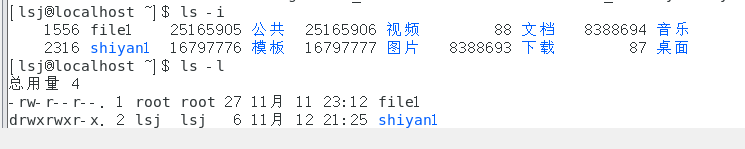 [lsj@localhost ~]$ ls -i
1556 file1 25165905 公共 25165906 视频 88 文档 8388694 音乐
2316 shiyan1 16797776 模板 16797777 图片 8388693 下载 87 桌面
[lsj@localhost ~]$ ls -l
总用量 4
-rw-r--r--. 1 root root 27 11月 11 23:12 file1
drwxrwxr-x. 2 lsj lsj 6 11月 12 21:25 shiyan1